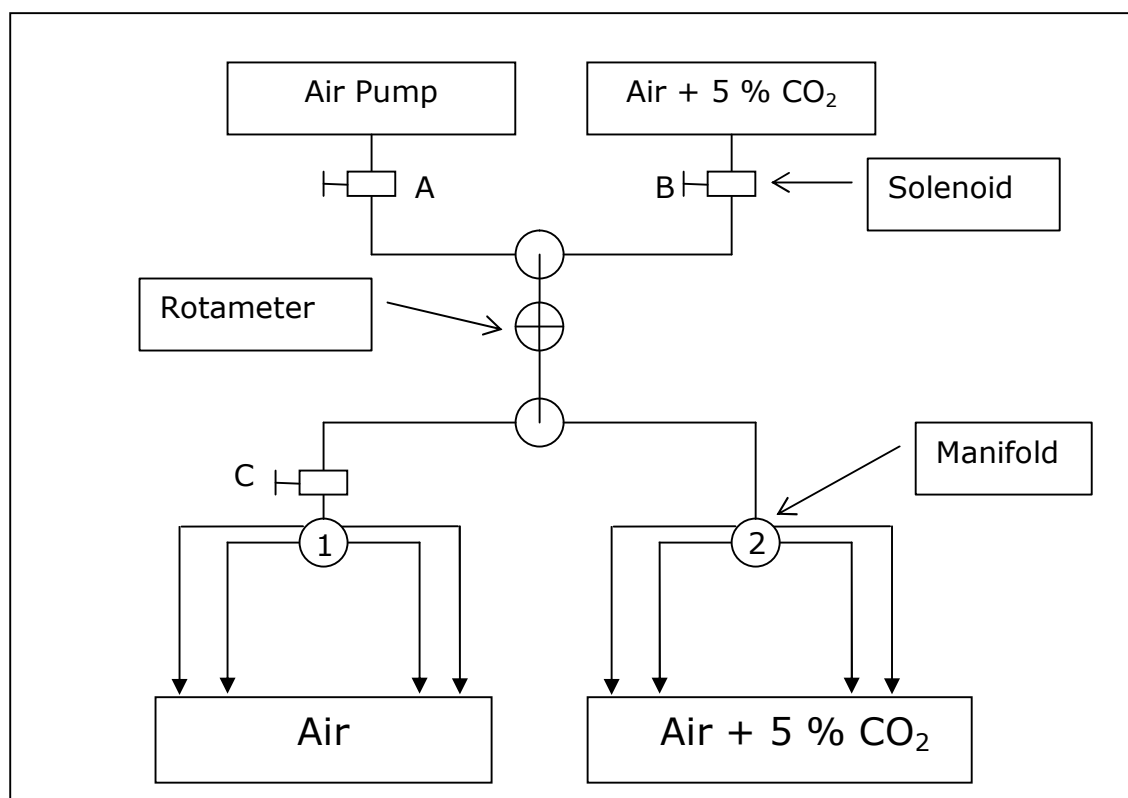 Air Pump
Air + 5 % CO₂
A
B
Solenoid
Rotameter
C
Manifold
1
2
Air
Air + 5 % CO₂